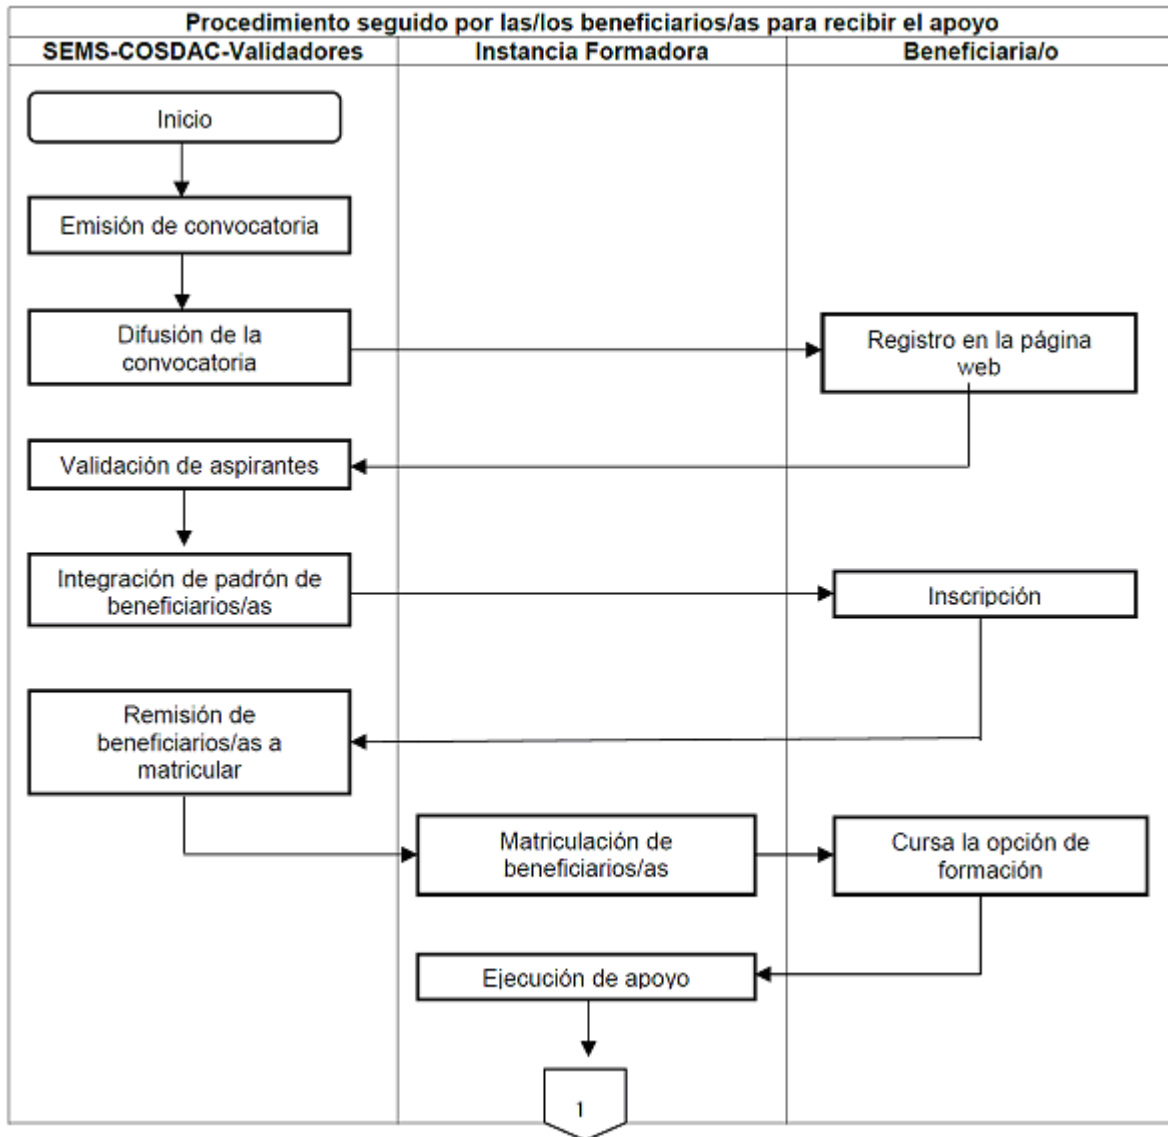 Procedimiento seguido por las/los beneficiarios/as para recibir el apoyo
SEMS-COSDAC-Validadores
Instancia Formadora
Beneficiaria/o
Inicio
Emisión de convocatoria
Difusión de la
convocatoria
Registro en la página
web
Validación de aspirantes
Integración de padrón de
beneficiarios/as
Inscripción
Remisión de
beneficiarios/as a
matricular
Matriculación de
beneficiarios/as
Cursa la opción de
formación
Ejecución de apoyo
1